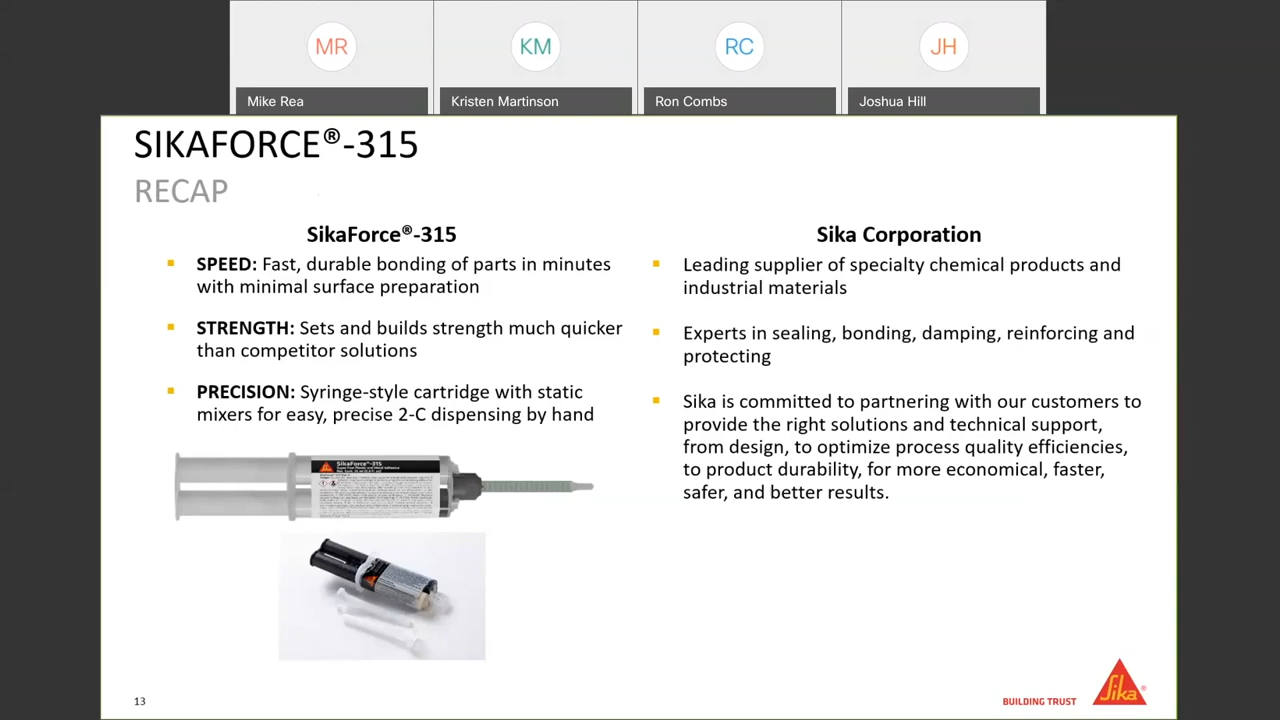 MR
KM
RC
JH
Mike Rea
Kristen Martinson
Ron Combs
Joshua Hill
SIKAFORCE®-315
RECAP
SikaForce®-315
▪ SPEED: Fast, durable bonding of parts in minutes
with minimal surface preparation
▪ STRENGTH: Sets and builds strength much quicker
than competitor solutions
▪ PRECISION: Syringe-style cartridge with static
mixers for easy, precise 2-C dispensing by hand
SikaForce®-315
Sika Corporation
▪ Leading supplier of specialty chemical products and
industrial materials
▪ Experts in sealing, bonding, damping, reinforcing and
protecting
▪ Sika is committed to partnering with our customers to
provide the right solutions and technical support,
from design, to optimize process quality efficiencies,
to product durability, for more economical, faster,
safer, and better results.
13
BUILDING TRUST
Sika®